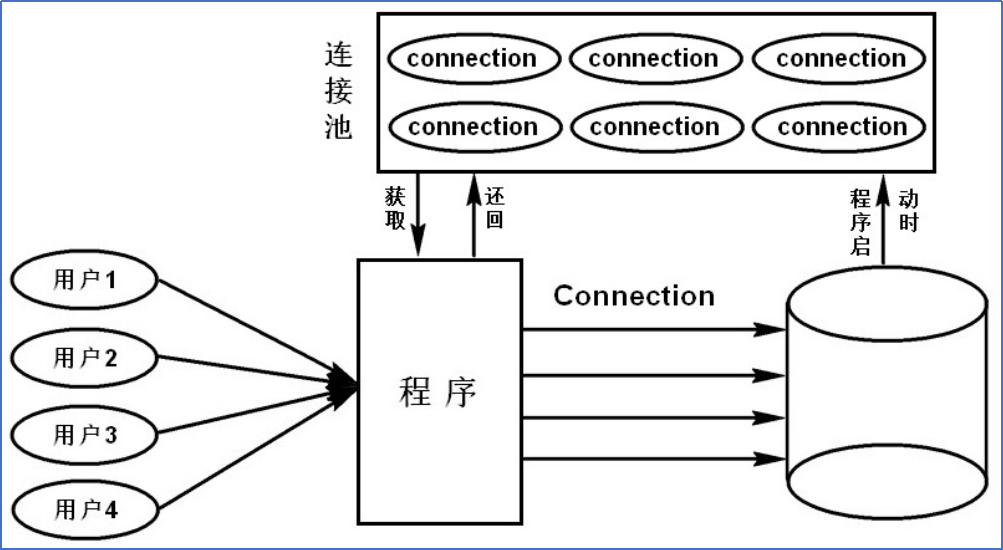 连接池
connection connection connection
connection connection connection
获取
还回
程序启
动时
用户1
用户2
用户3
用户4
程序
Connection